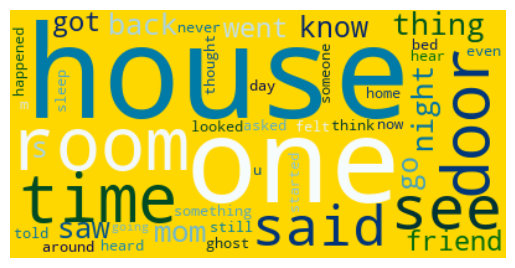 got back never went know thing
happened house bed hear even
sleep thought someone
m day home
looked asked felt think now
s room one u night door
go
time started said see
something
told saw going mom still friend
around heard ghost